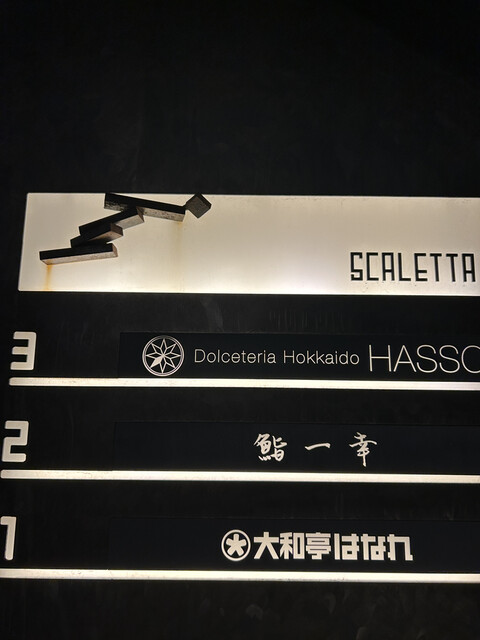 SCALETTA
3 Dolceteria Hokkaido HASSO
2 鮨 一 幸
1 大和亭はなれ